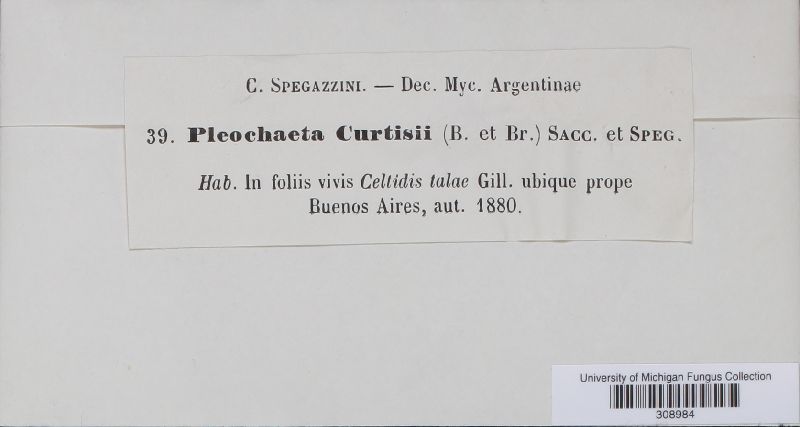 C. SPEGAZZINI. — Dec. Myc. Argentinae
39. Pleochaeta Curtisii (B. et Br.) SACC. et SPEG.
Hab. In foliis vivis Celtidis talae Gill. ubique prope
Buenos Aires, aut. 1880.
University of Michigan Fungus Collection
308984